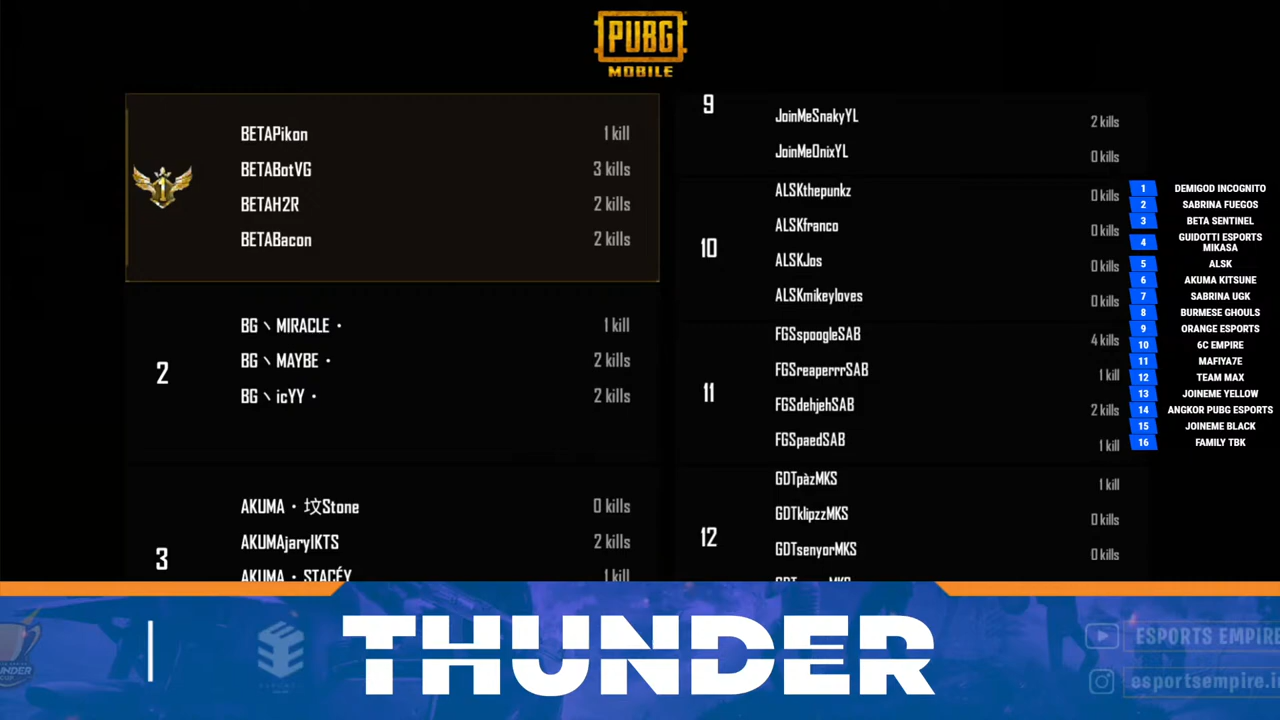 PUBG
MOBILE
1
BETAPikon 1 kill
BETABotVG 3 kills
BETAH2R 2 kills
BETABacon 2 kills
2
BG丶MIRACLE・ 1 kill
BG丶MAYBE・ 2 kills
BG丶icYY・ 2 kills
3
AKUMA・坟Stone 0 kills
AKUMAjaryIKTS 2 kills
AKUMA・STACÉY 1 kill
9
JoinMeSnakyYL 2 kills
JoinMeOnixYL 0 kills
10
ALSKthepunkz 0 kills
ALSKfranco 0 kills
ALSKJos 0 kills
ALSKmikeyloves 0 kills
11
FGSspoogleSAB 4 kills
FGSreaperrrSAB 1 kill
FGSdehjehSAB 2 kills
FGSpaedSAB 1 kill
12
GDTpàzMKS 1 kill
GDTklipzzMKS 0 kills
GDTsenyorMKS 0 kills
1 DEMIGOD INCOGNITO
2 SABRINA FUEGOS
3 BETA SENTINEL
4 GUIDOTTI ESPORTS
MIKASA
5 ALSK
6 AKUMA KITSUNE
7 SABRINA UGK
8 BURMESE GHOULS
9 ORANGE ESPORTS
10 6C EMPIRE
11 MAFIYA7E
12 TEAM MAX
13 JOINEME YELLOW
14 ANGKOR PUBG ESPORTS
15 JOINEME BLACK
16 FAMILY TBK
THUNDER
ESPORTS EMPIRE
esportsempire.in